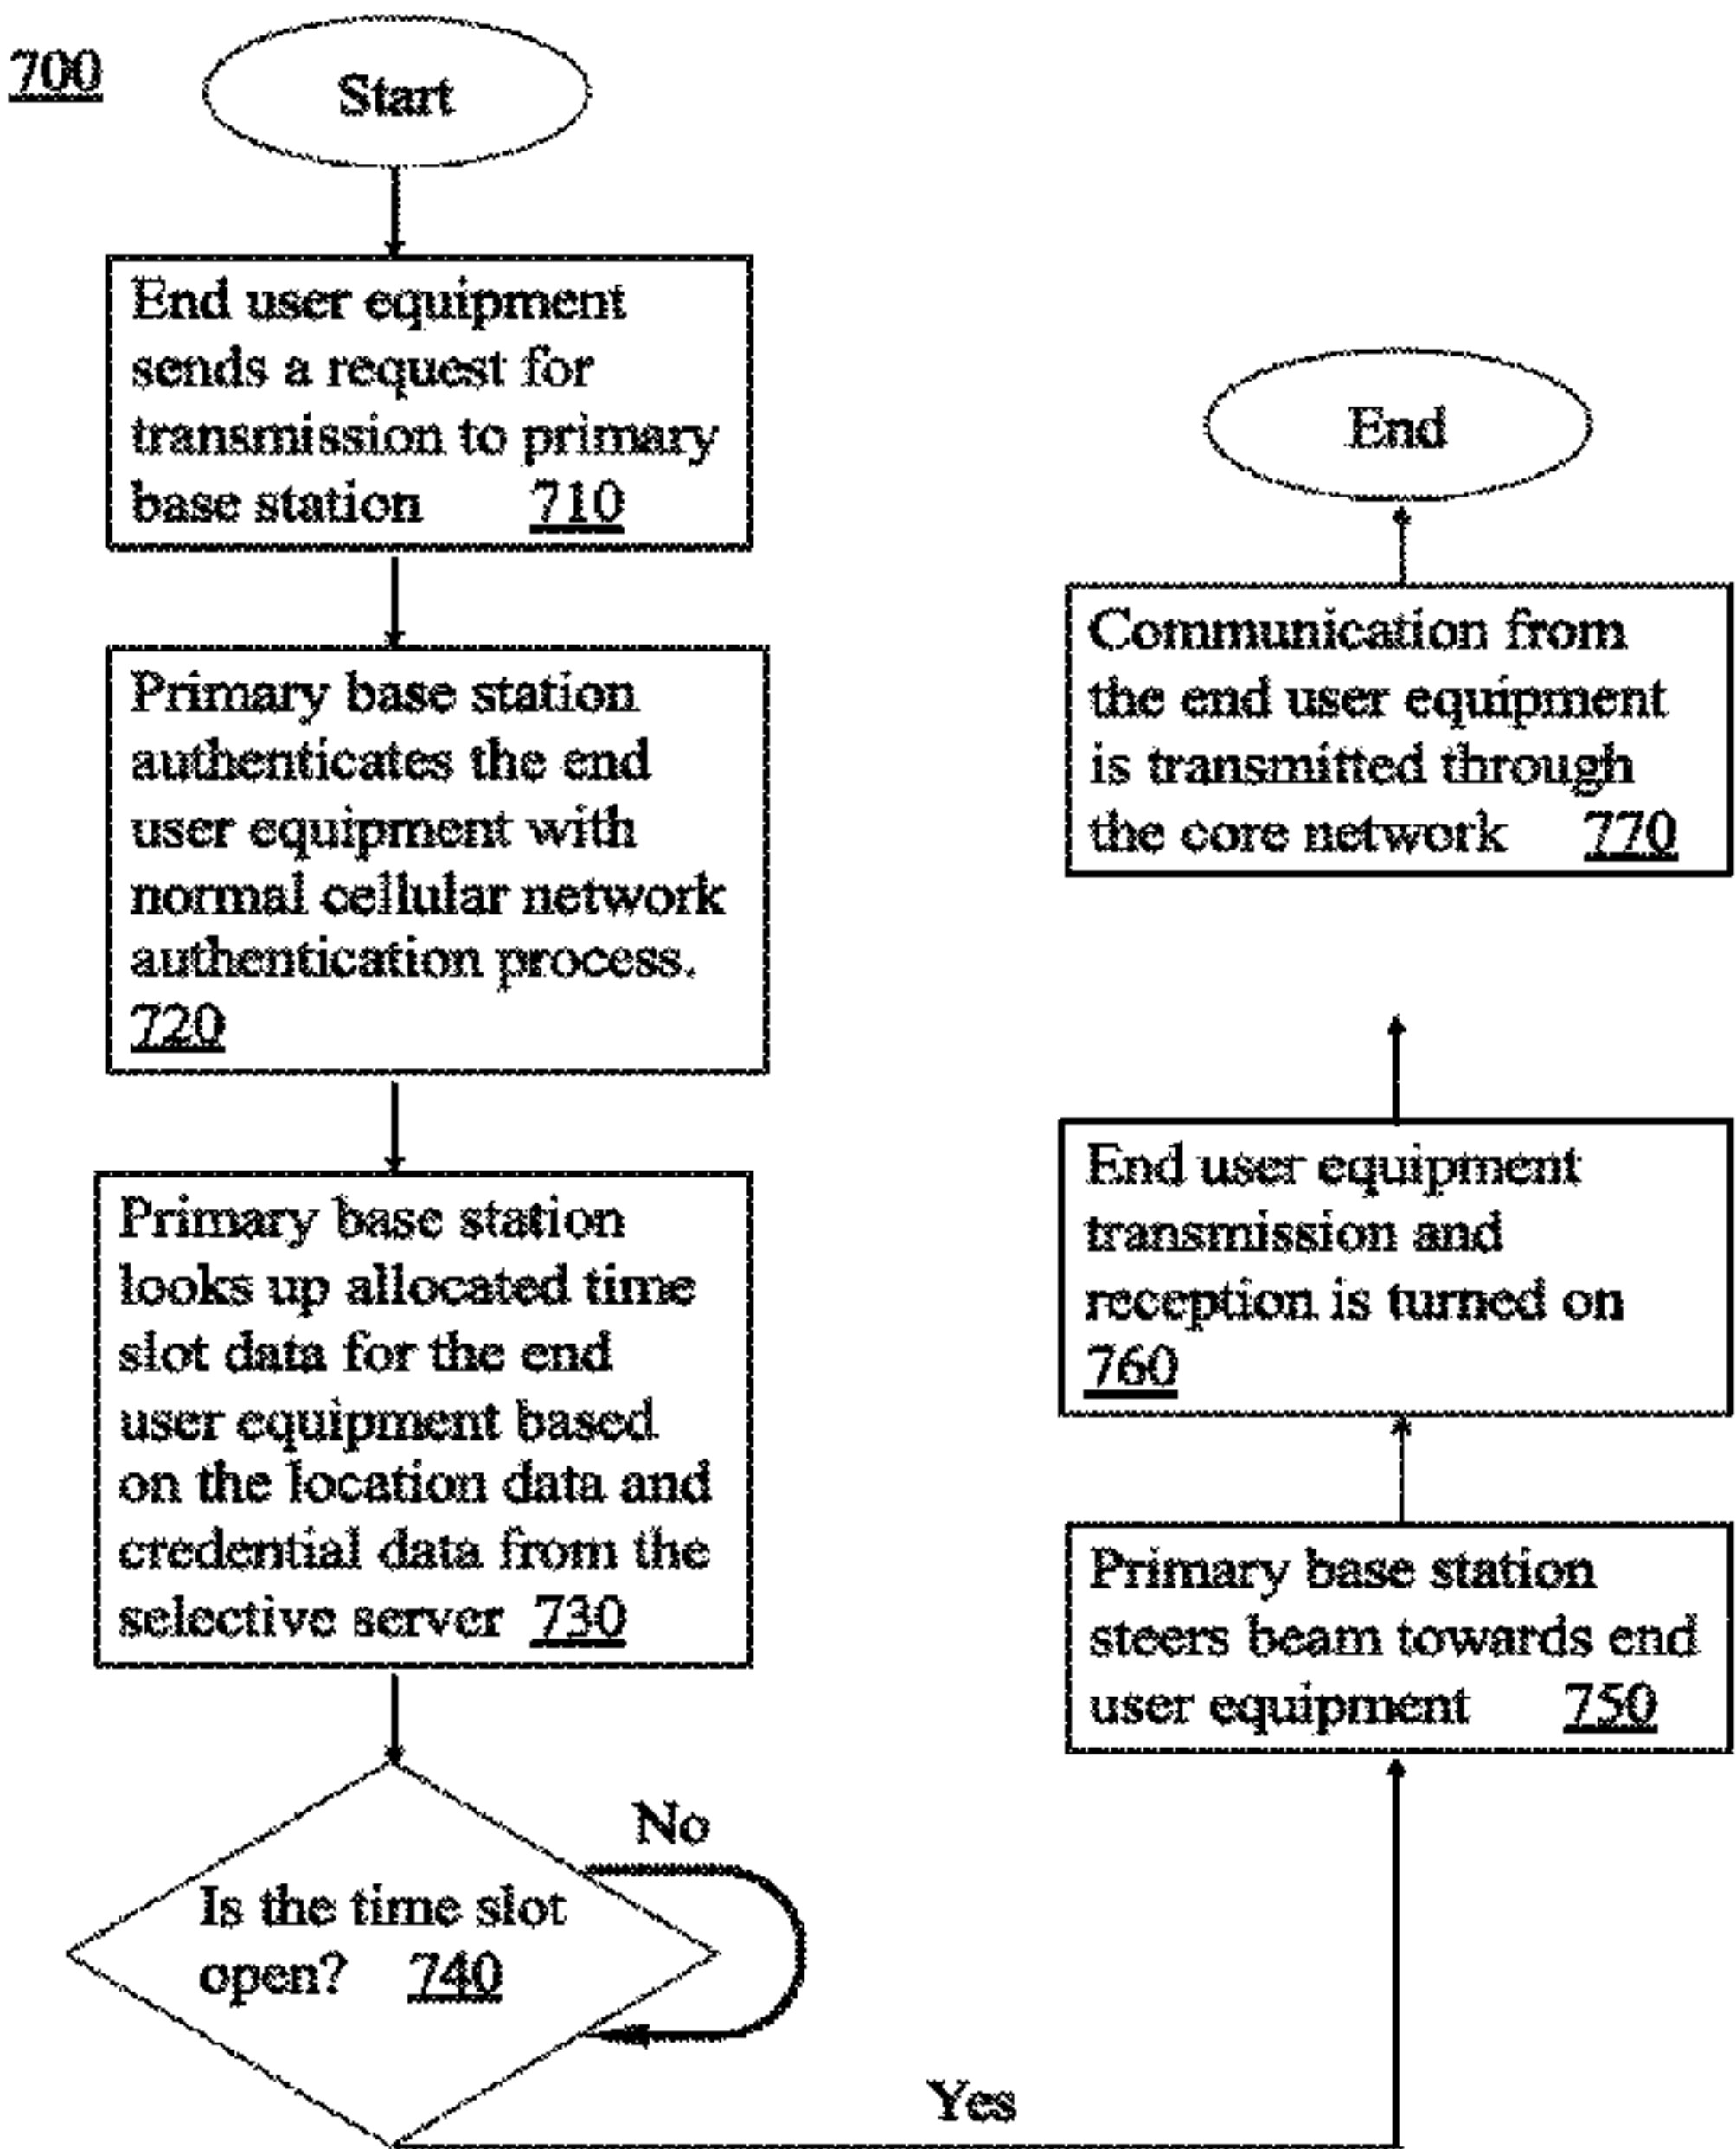 700
Start
End user equipment
sends a request for
transmission to primary
base station 710
Primary base station
authenticates the end
user equipment with
normal cellular network
authentication process.
720
Primary base station
looks up allocated time
slot data for the end
user equipment based
on the location data and
credential data from the
selective server 730
Is the time slot
open? 740
No
Yes
Primary base station
steers beam towards end
user equipment 750
End user equipment
transmission and
reception is turned on
760
Communication from
the end user equipment
is transmitted through
the core network 770
End